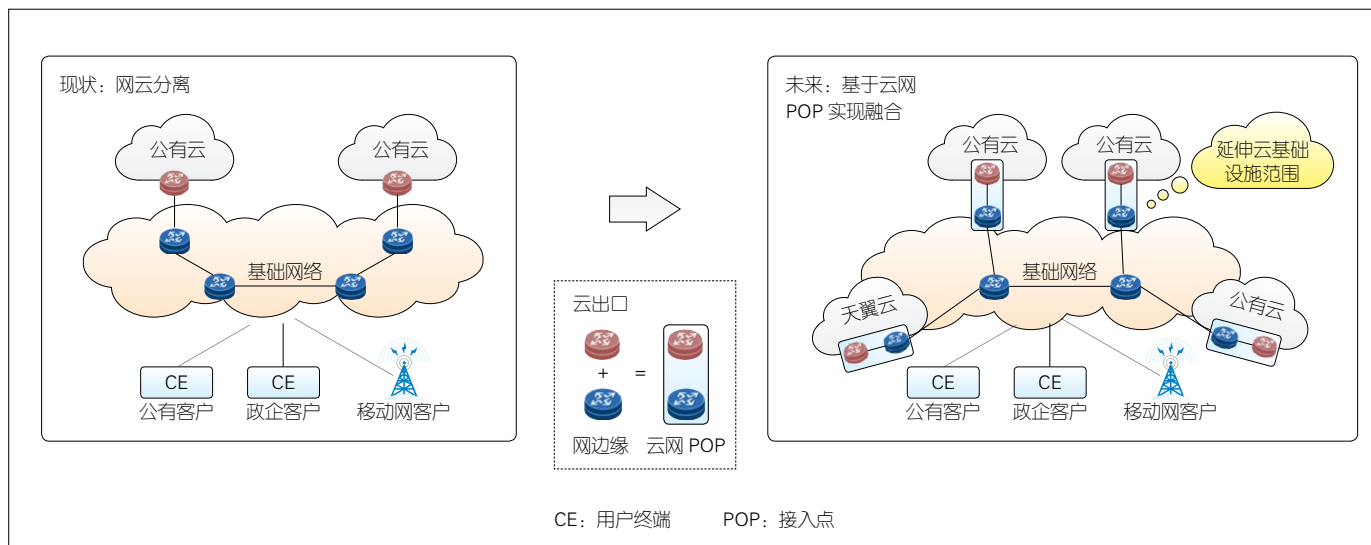 现状：网云分离
公有云
公有云
基础网络
CE
CE
公有客户
政企客户
移动网客户
云出口
+
=
网边缘
云网 POP
未来：基于云网
POP 实现融合
公有云
公有云
延伸云基础
设施范围
基础网络
天翼云
公有云
CE
CE
公有客户
政企客户
移动网客户
CE：用户终端
POP：接入点